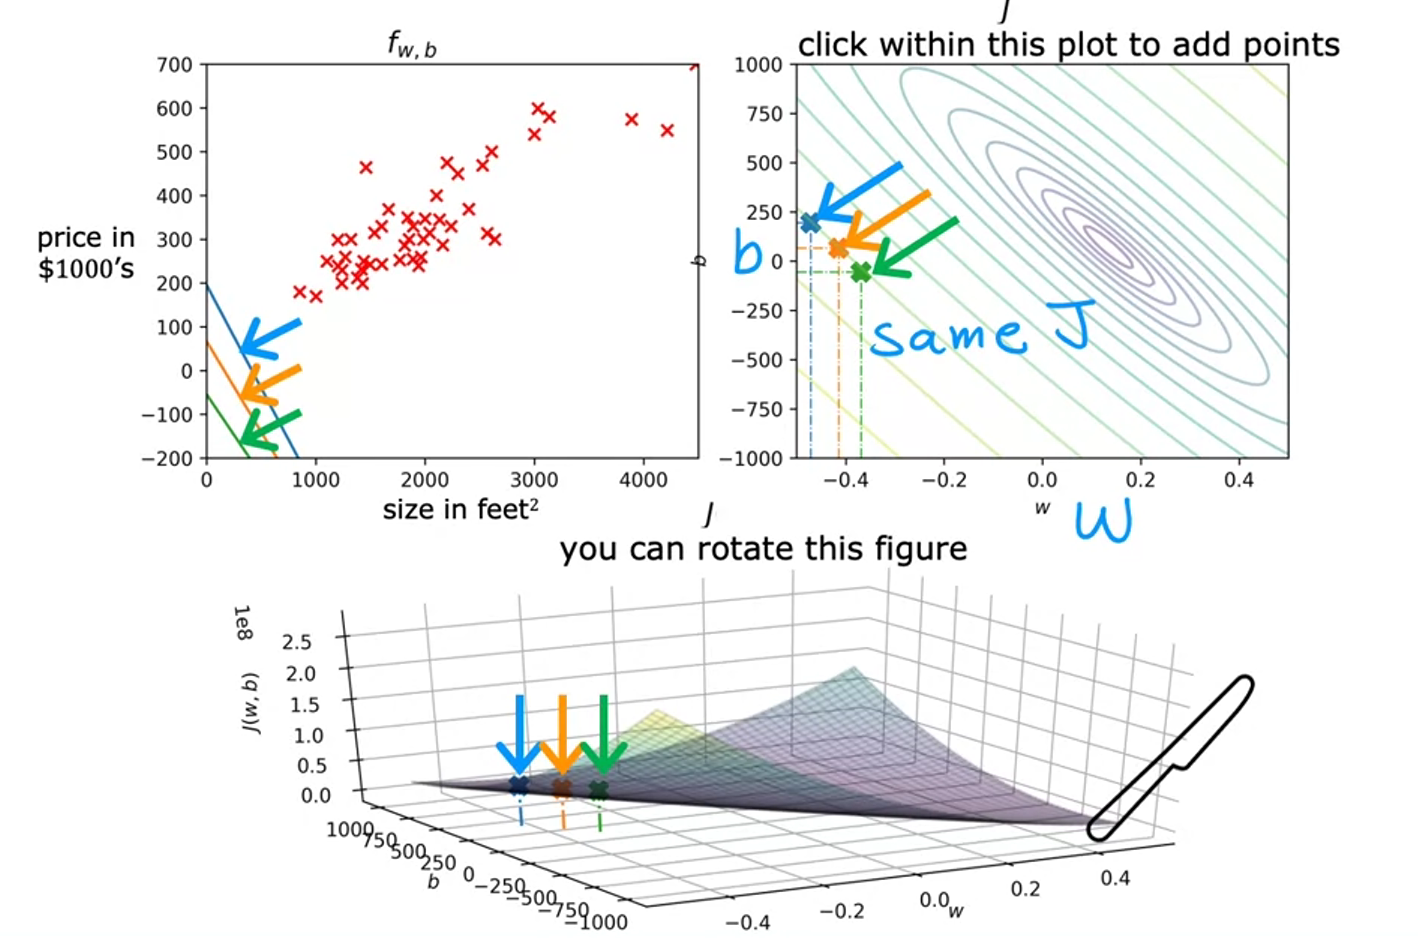 J
f w, b
click within this plot to add points
700
600
500
400
300
200
100
0
−100
−200
price in
$1000’s
0
1000
2000
3000
4000
size in feet²
1000
750
500
250
0
−250
−500
−750
−1000
b
b
same J
−0.4
−0.2
0.0
0.2
0.4
w
W
J
you can rotate this figure
1e8
2.5
2.0
1.5
1.0
0.5
0.0
J(w, b)
1000
750
500
250
0
−250
−500
−750
−1000
b
−0.4
−0.2
0.0
0.2
0.4
w